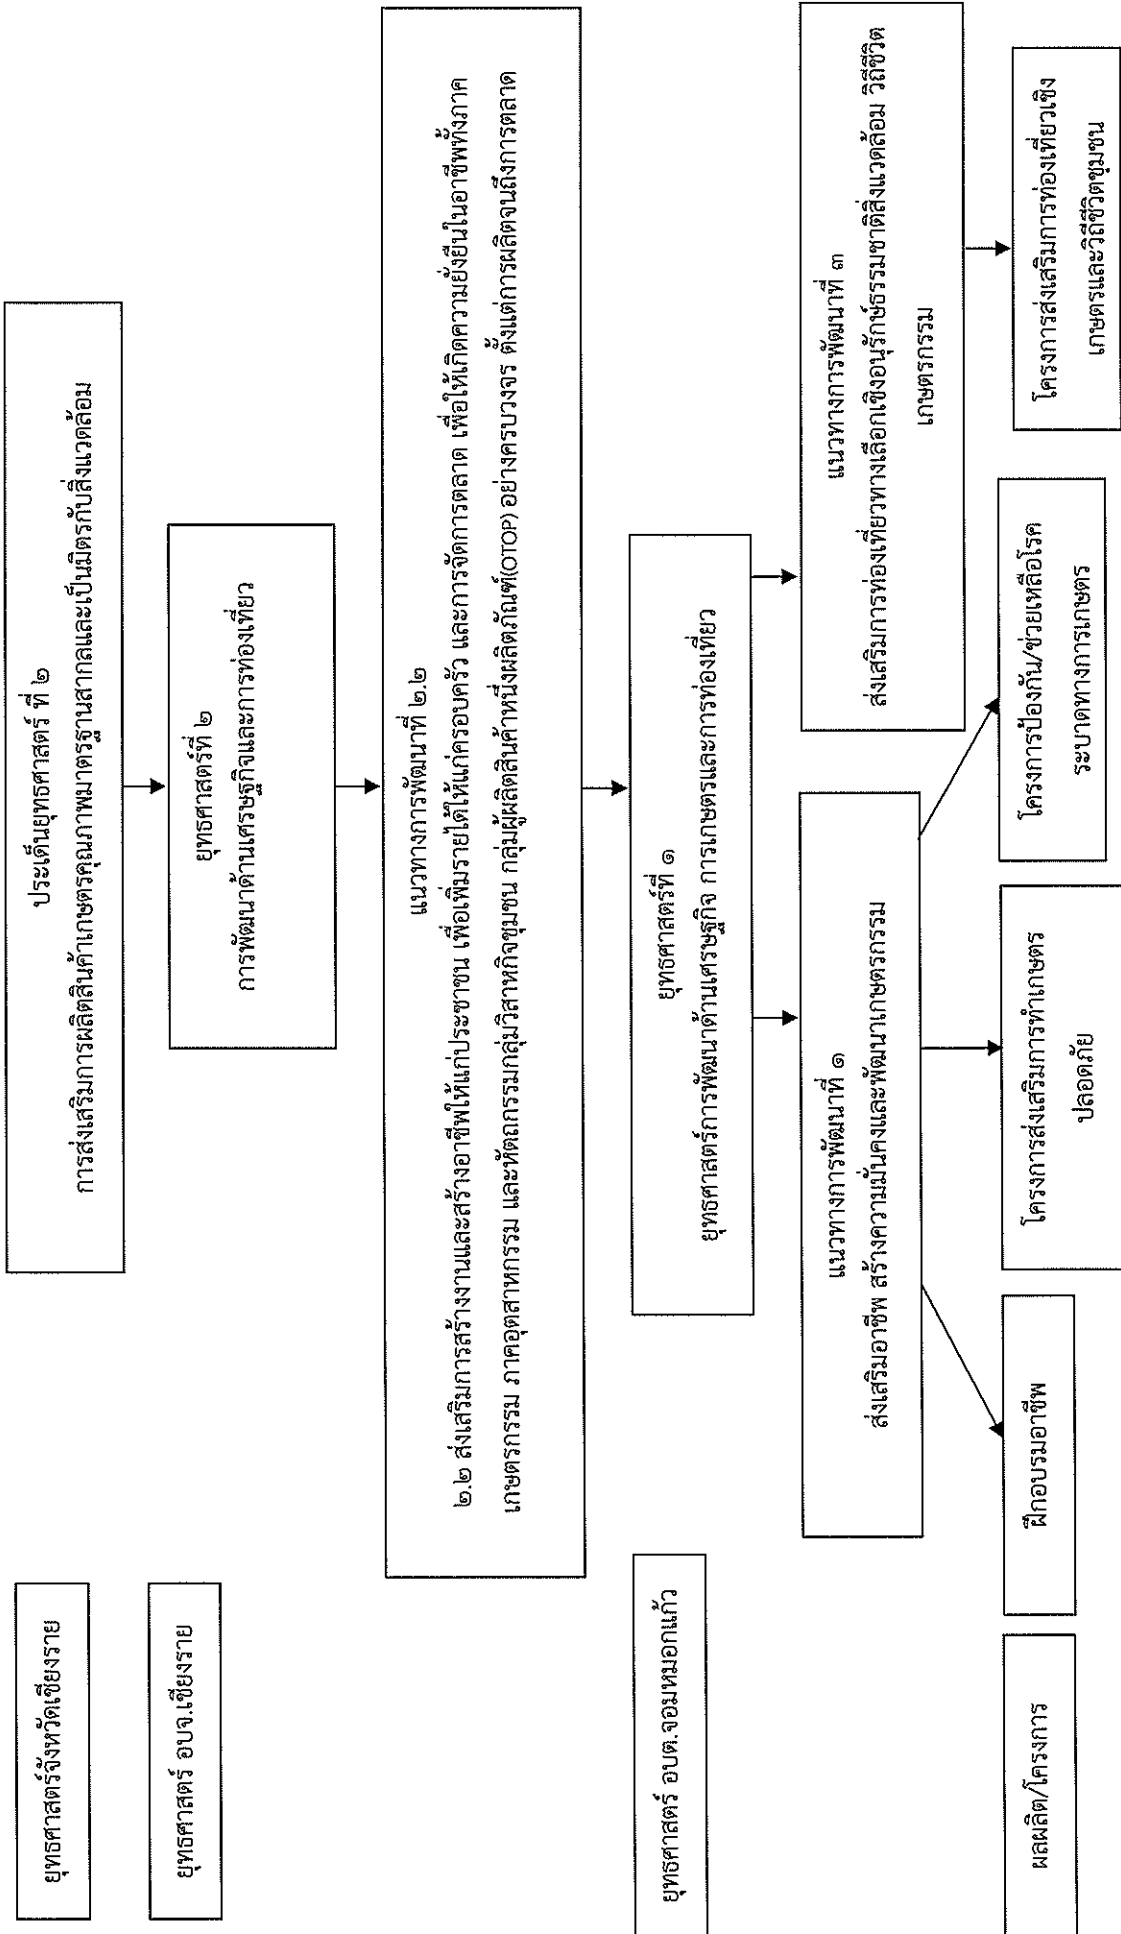 ยุทธศาสตร์จังหวัดเชียงราย
ประเด็นยุทธศาสตร์ ที่ ๒
การส่งเสริมการผลิตสินค้าเกษตรคุณภาพมาตรฐานสากลและเป็นมิตรกับสิ่งแวดล้อม
ยุทธศาสตร์ อบจ.เชียงราย
ยุทธศาสตร์ที่ ๒
การพัฒนาด้านเศรษฐกิจและการท่องเที่ยว
แนวทางการพัฒนาที่ ๒.๒
๒.๒ ส่งเสริมการสร้างงานและสร้างอาชีพให้แก่ประชาชน เพื่อเพิ่มรายได้ให้แก่ครอบครัว และการจัดการตลาด เพื่อให้เกิดความยั่งยืนในอาชีพทั้งภาค
เกษตรกรรม ภาคอุตสาหกรรม และหัตถกรรมกลุ่มวิสาหกิจชุมชน กลุ่มผู้ผลิตสินค้าหนึ่งผลิตภัณฑ์(OTOP) อย่างครบวงจร ตั้งแต่การผลิตจนถึงการตลาด
ยุทธศาสตร์ อบต.จอมหมอกแก้ว
ยุทธศาสตร์ที่ ๑
ยุทธศาสตร์การพัฒนาด้านเศรษฐกิจ การเกษตรและการท่องเที่ยว
แนวทางการพัฒนาที่ ๑
ส่งเสริมอาชีพ สร้างความมั่นคงและพัฒนาเกษตรกรรม
แนวทางการพัฒนาที่ ๓
ส่งเสริมการท่องเที่ยวทางเลือกเชิงอนุรักษ์ธรรมชาติสิ่งแวดล้อม วิถีชีวิต
เกษตรกรรม
ผลผลิต/โครงการ
ฝึกอบรมอาชีพ
โครงการส่งเสริมการทำเกษตร
ปลอดภัย
โครงการป้องกัน/ช่วยเหลือโรค
ระบาดทางการเกษตร
โครงการส่งเสริมการท่องเที่ยวเชิง
เกษตรและวิถีชีวิตชุมชน